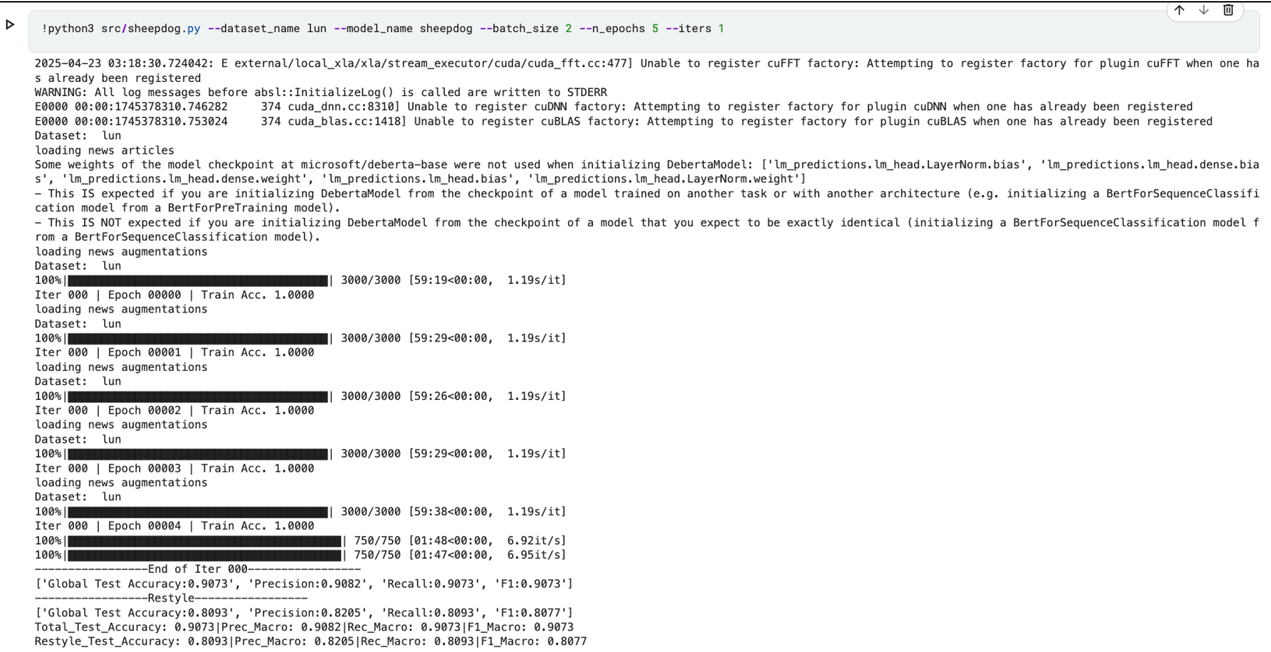 !python3 src/sheepdog.py --dataset_name lun --model_name sheepdog --batch_size 2 --n_epochs 5 --iters 1
2025-04-23 03:18:30.724042: E external/local_xla/xla/stream_executor/cuda/cuda_fft.cc:477] Unable to register cuFFT factory: Attempting to register factory for plugin cuFFT when one ha
s already been registered
WARNING: All log messages before absl::InitializeLog() is called are written to STDERR
E0000 00:00:1745378310.746282     374 cuda_dnn.cc:8310] Unable to register cuDNN factory: Attempting to register factory for plugin cuDNN when one has already been registered
E0000 00:00:1745378310.753024     374 cuda_blas.cc:1418] Unable to register cuBLAS factory: Attempting to register factory for plugin cuBLAS when one has already been registered
Dataset:  lun
loading news articles
Some weights of the model checkpoint at microsoft/deberta-base were not used when initializing DebertaModel: ['lm_predictions.lm_head.LayerNorm.bias', 'lm_predictions.lm_head.dense.bia
s', 'lm_predictions.lm_head.dense.weight', 'lm_predictions.lm_head.bias', 'lm_predictions.lm_head.LayerNorm.weight']
- This IS expected if you are initializing DebertaModel from the checkpoint of a model trained on another task or with another architecture (e.g. initializing a BertForSequenceClassifi
cation model from a BertForPreTraining model).
- This IS NOT expected if you are initializing DebertaModel from the checkpoint of a model that you expect to be exactly identical (initializing a BertForSequenceClassification model f
rom a BertForSequenceClassification model).
loading news augmentations
Dataset:  lun
100%| | 3000/3000 [59:19<00:00,  1.19s/it]
Iter 000 | Epoch 00000 | Train Acc. 1.0000
loading news augmentations
Dataset:  lun
100%| | 3000/3000 [59:29<00:00,  1.19s/it]
Iter 000 | Epoch 00001 | Train Acc. 1.0000
loading news augmentations
Dataset:  lun
100%| | 3000/3000 [59:26<00:00,  1.19s/it]
Iter 000 | Epoch 00002 | Train Acc. 1.0000
loading news augmentations
Dataset:  lun
100%| | 3000/3000 [59:29<00:00,  1.19s/it]
Iter 000 | Epoch 00003 | Train Acc. 1.0000
loading news augmentations
Dataset:  lun
100%| | 3000/3000 [59:38<00:00,  1.19s/it]
Iter 000 | Epoch 00004 | Train Acc. 1.0000
100%| | 750/750 [01:48<00:00,  6.92it/s]
100%| | 750/750 [01:47<00:00,  6.95it/s]
-----------------End of Iter 000-----------------
['Global Test Accuracy:0.9073', 'Precision:0.9082', 'Recall:0.9073', 'F1:0.9073']
-----------------Restyle-----------------
['Global Test Accuracy:0.8093', 'Precision:0.8205', 'Recall:0.8093', 'F1:0.8077']
Total_Test_Accuracy: 0.9073|Prec_Macro: 0.9082|Rec_Macro: 0.9073|F1_Macro: 0.9073
Restyle_Test_Accuracy: 0.8093|Prec_Macro: 0.8205|Rec_Macro: 0.8093|F1_Macro: 0.8077